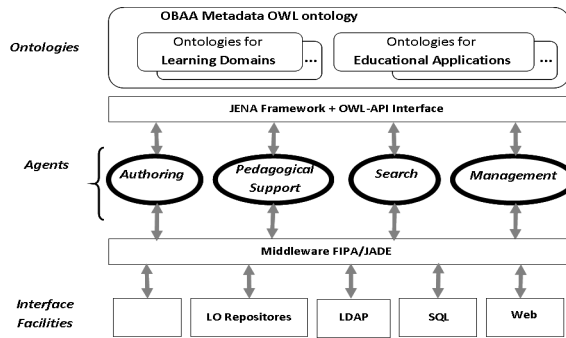 OBAA Metadata OWL ontology
Ontologies
Ontologies for
Learning Domains
...
Ontologies for
Educational Applications
...
JENA Framework + OWL-API Interface
Agents
Authoring
Pedagogical
Support
Search
Management
Middleware FIPA/JADE
Interface
Facilities
LO Repositores
LDAP
SQL
Web